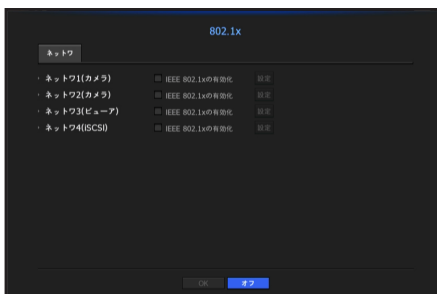 802.1x
ネットワ
・ ネットワ1(カメラ) IEEE 802.1xの有効化 設定
・ ネットワ2(カメラ) IEEE 802.1xの有効化 設定
・ ネットワ3(ビューア) IEEE 802.1xの有効化 設定
・ ネットワ4(iSCSI) IEEE 802.1xの有効化 設定
OK オフ